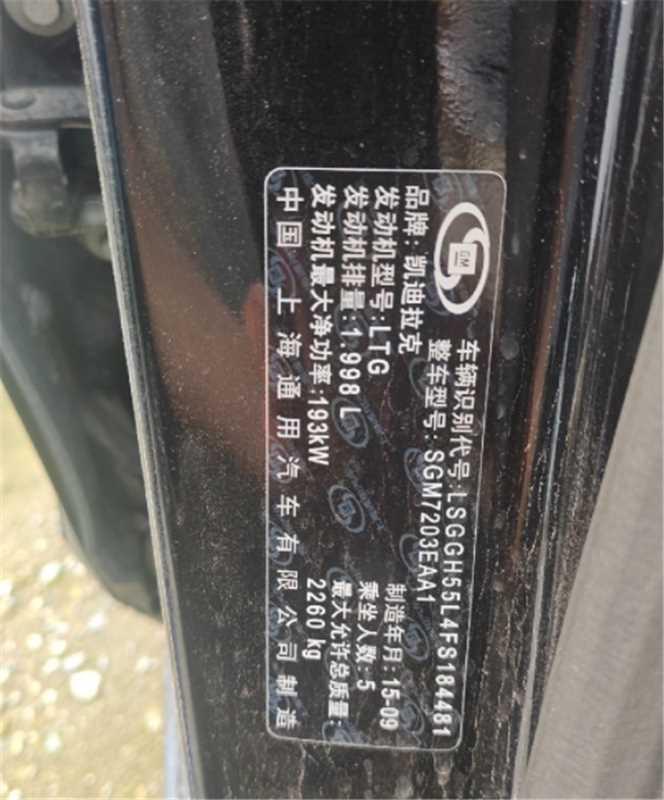 GM
车辆识别代号:LSGGH55L4FS184481
整车型号:SGM7203EAA1
品牌:凯迪拉克
发动机型号:LTG 制造年月:15-09
发动机排量:1.998 L 乘坐人数:5
发动机最大净功率:193kW 最大允许总质量:
2260 kg
中国 上海通用汽车有限公司制造